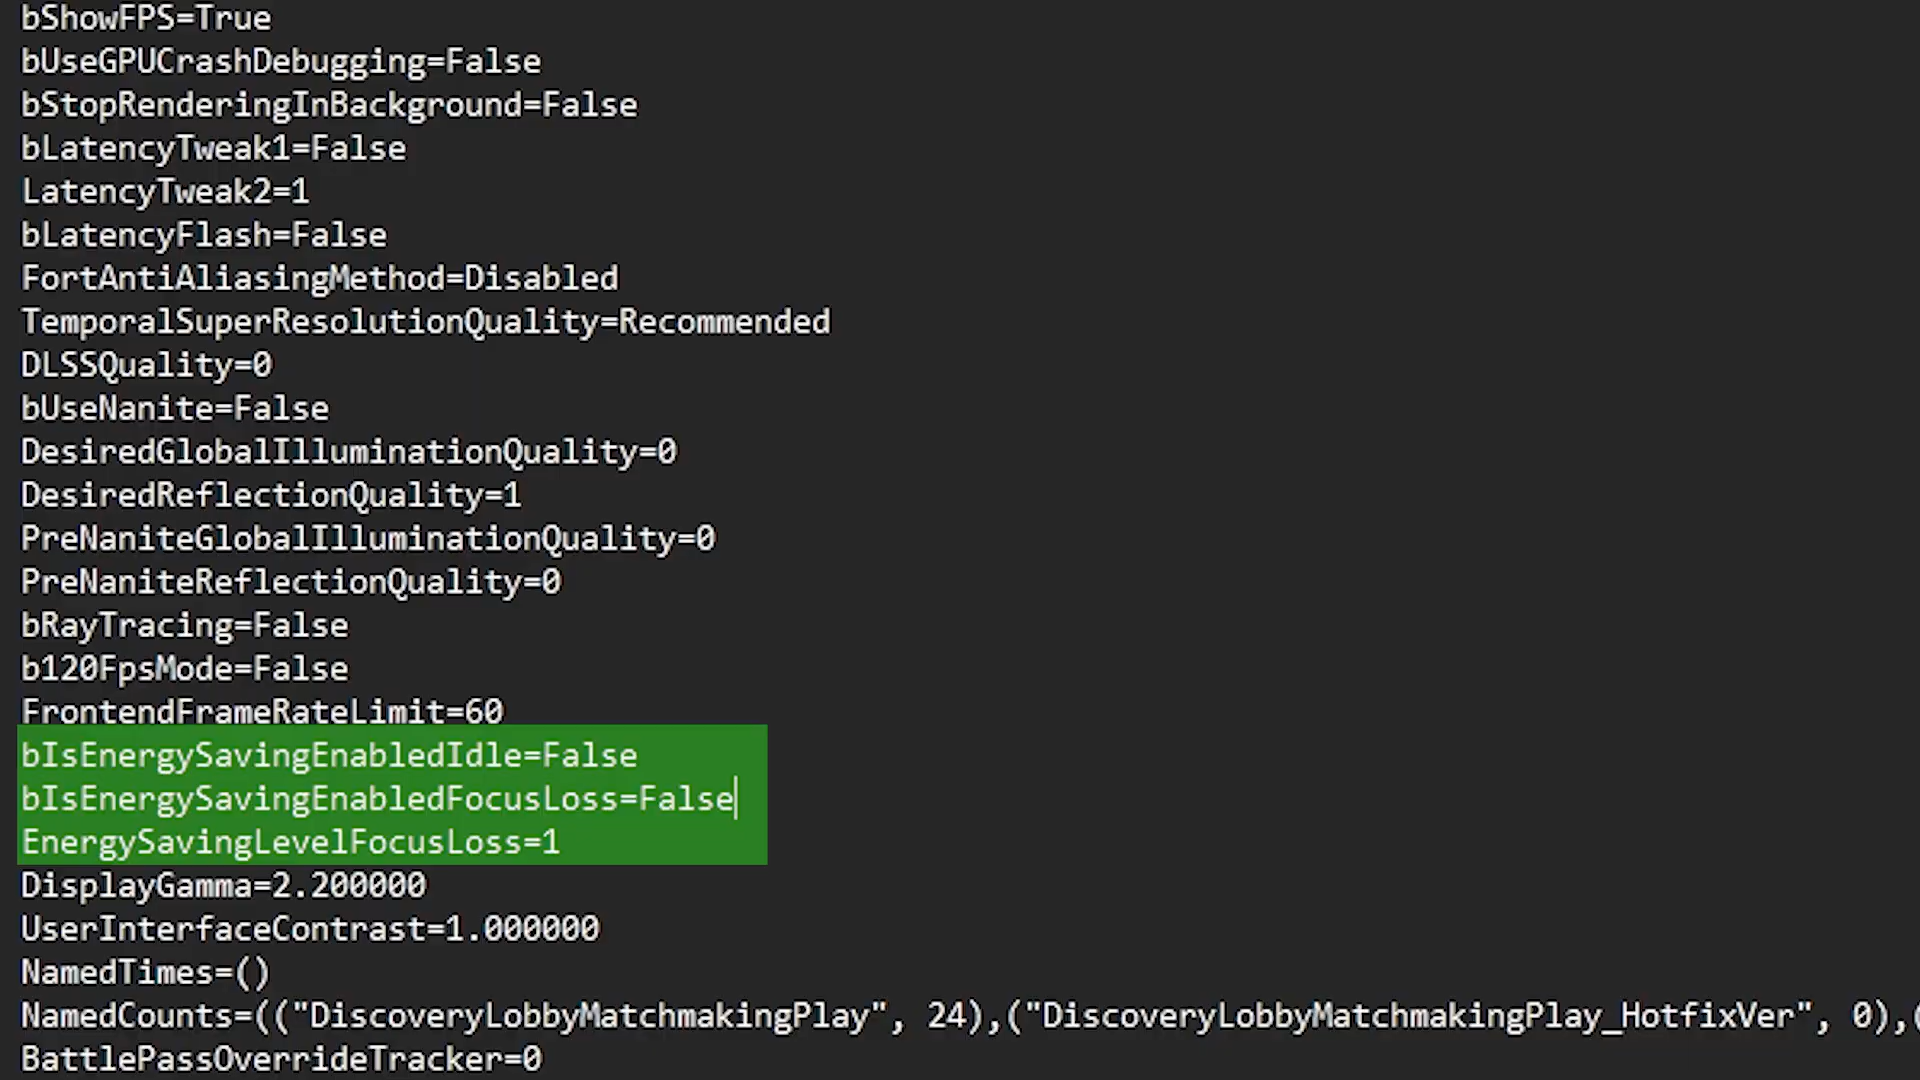 bShowFPS=True
bUseGPUCrashDebugging=False
bStopRenderingInBackground=False
bLatencyTweak1=False
LatencyTweak2=1
bLatencyFlash=False
FortAntiAliasingMethod=Disabled
TemporalSuperResolutionQuality=Recommended
DLSSQuality=0
bUseNanite=False
DesiredGlobalIlluminationQuality=0
DesiredReflectionQuality=1
PreNaniteGlobalIlluminationQuality=0
PreNaniteReflectionQuality=0
bRayTracing=False
b120FpsMode=False
FrontendFrameRateLimit=60
bIsEnergySavingEnabledIdle=False
bIsEnergySavingEnabledFocusLoss=False
EnergySavingLevelFocusLoss=1
DisplayGamma=2.200000
UserInterfaceContrast=1.000000
NamedTimes=()
NamedCounts=(("DiscoveryLobbyMatchmakingPlay", 24),("DiscoveryLobbyMatchmakingPlay_HotfixVer", 0),(
BattlePassOverrideTracker=0